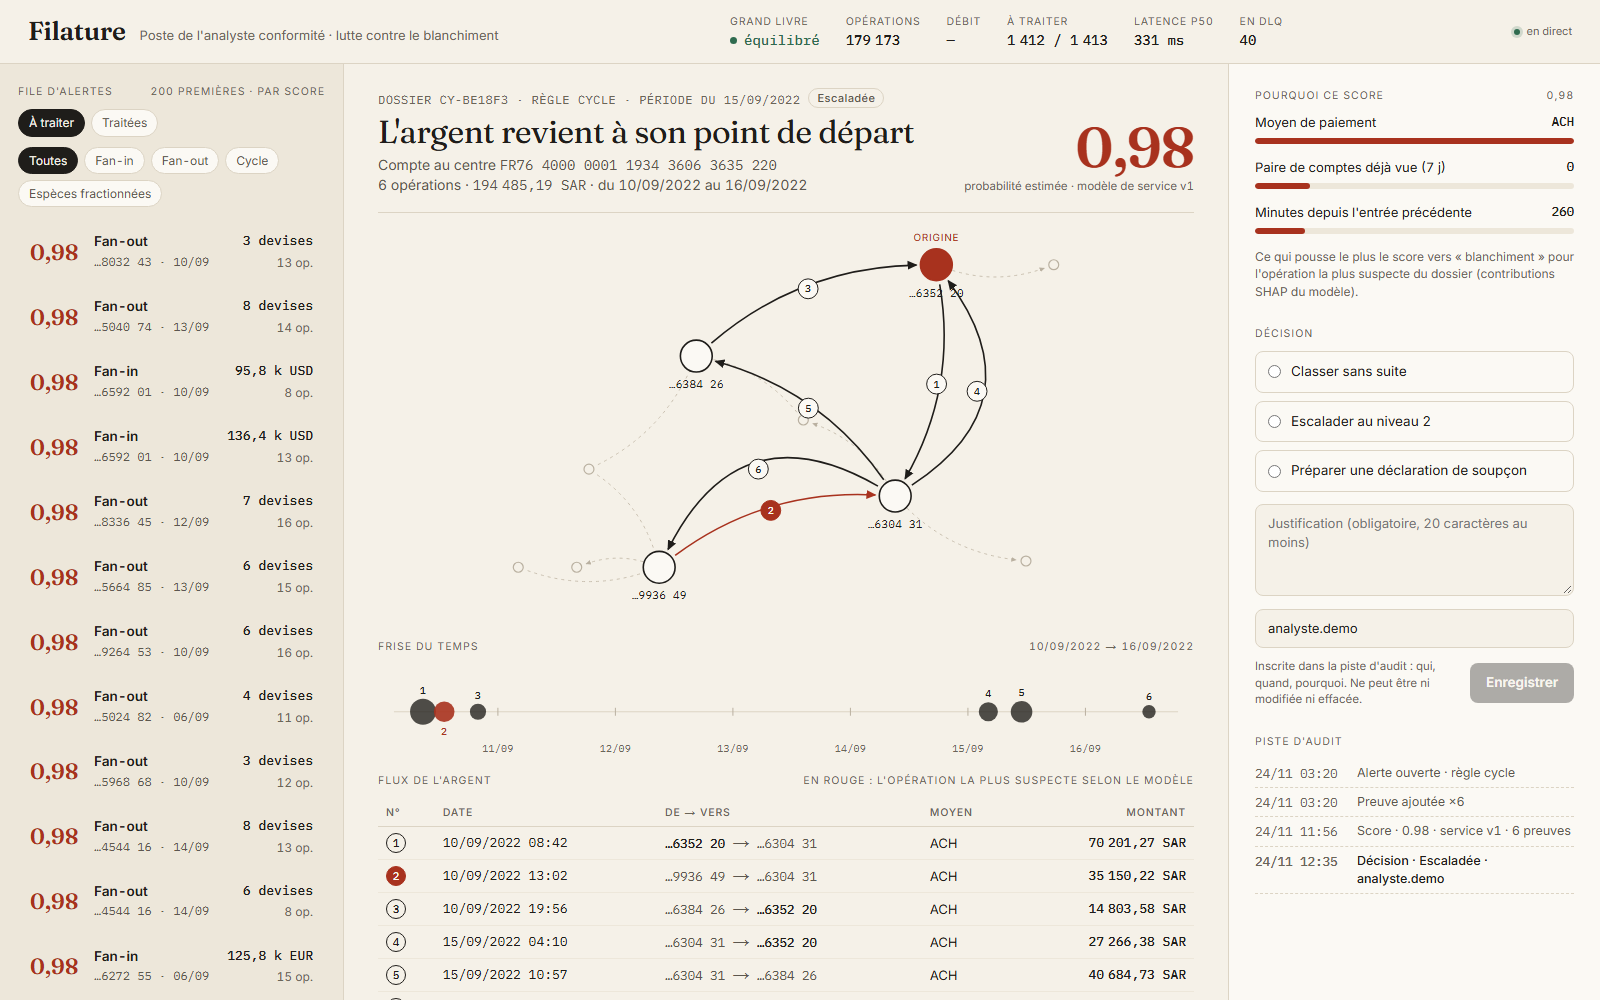 Filature
Poste de l'analyste conformité · lutte contre le blanchiment
GRAND LIVRE
équilibré
OPÉRATIONS
179 173
DÉBIT
—
À TRAITER
1 412 / 1 413
LATENCE P50
331 ms
EN DLQ
40
en direct
FILE D'ALERTES
200 PREMIÈRES · PAR SCORE
À traiter
Traitées
Toutes
Fan-in
Fan-out
Cycle
Espèces fractionnées
0,98 Fan-out 3 devises
…8032 43 · 10/09 13 op.
0,98 Fan-out 8 devises
…5040 74 · 13/09 14 op.
0,98 Fan-in 95,8 k USD
…6592 01 · 10/09 8 op.
0,98 Fan-in 136,4 k USD
…6592 01 · 10/09 13 op.
0,98 Fan-out 7 devises
…8336 45 · 12/09 16 op.
0,98 Fan-out 6 devises
…5664 85 · 13/09 15 op.
0,98 Fan-out 6 devises
…9264 53 · 10/09 16 op.
0,98 Fan-out 4 devises
…5024 82 · 06/09 11 op.
0,98 Fan-out 3 devises
…5968 68 · 10/09 12 op.
0,98 Fan-out 8 devises
…4544 16 · 14/09 13 op.
0,98 Fan-out 6 devises
…4544 16 · 14/09 8 op.
0,98 Fan-in 125,8 k EUR
…6272 55 · 06/09 15 op.
DOSSIER CY-BE18F3 · RÈGLE CYCLE · PÉRIODE DU 15/09/2022 Escaladée
L'argent revient à son point de départ
Compte au centre FR76 4000 0001 1934 3606 3635 220
6 opérations · 194 485,19 SAR · du 10/09/2022 au 16/09/2022
0,98
probabilité estimée · modèle de service v1
ORIGINE
…6352 20
3
…6384 26
1
4
5
6
2
…6304 31
…9936 49
FRISE DU TEMPS
10/09/2022 → 16/09/2022
1
2
3
4
5
6
11/09
12/09
13/09
14/09
15/09
16/09
FLUX DE L'ARGENT
EN ROUGE : L'OPÉRATION LA PLUS SUSPECTE SELON LE MODÈLE
N° DATE DE → VERS MOYEN MONTANT
1 10/09/2022 08:42 …6352 20 → …6304 31 ACH 70 201,27 SAR
2 10/09/2022 13:02 …9936 49 → …6304 31 ACH 35 150,22 SAR
3 10/09/2022 19:56 …6384 26 → …6352 20 ACH 14 803,58 SAR
4 15/09/2022 04:10 …6304 31 → …6352 20 ACH 27 266,38 SAR
5 15/09/2022 10:57 …6304 31 → …6384 26 ACH 40 684,73 SAR
POURQUOI CE SCORE 0,98
Moyen de paiement ACH
Paire de comptes déjà vue (7 j) 0
Minutes depuis l'entrée précédente 260
Ce qui pousse le plus le score vers « blanchiment » pour
l'opération la plus suspecte du dossier (contributions
SHAP du modèle).
DÉCISION
Classer sans suite
Escalader au niveau 2
Préparer une déclaration de soupçon
Justification (obligatoire, 20 caractères au
moins)
analyste.demo
Inscrite dans la piste d'audit : qui,
quand, pourquoi. Ne peut être ni
modifiée ni effacée.
Enregistrer
PISTE D'AUDIT
24/11 03:20 Alerte ouverte · règle cycle
24/11 03:20 Preuve ajoutée ×6
24/11 11:56 Score · 0.98 · service v1 · 6 preuves
24/11 12:35 Décision · Escaladée ·
analyste.demo